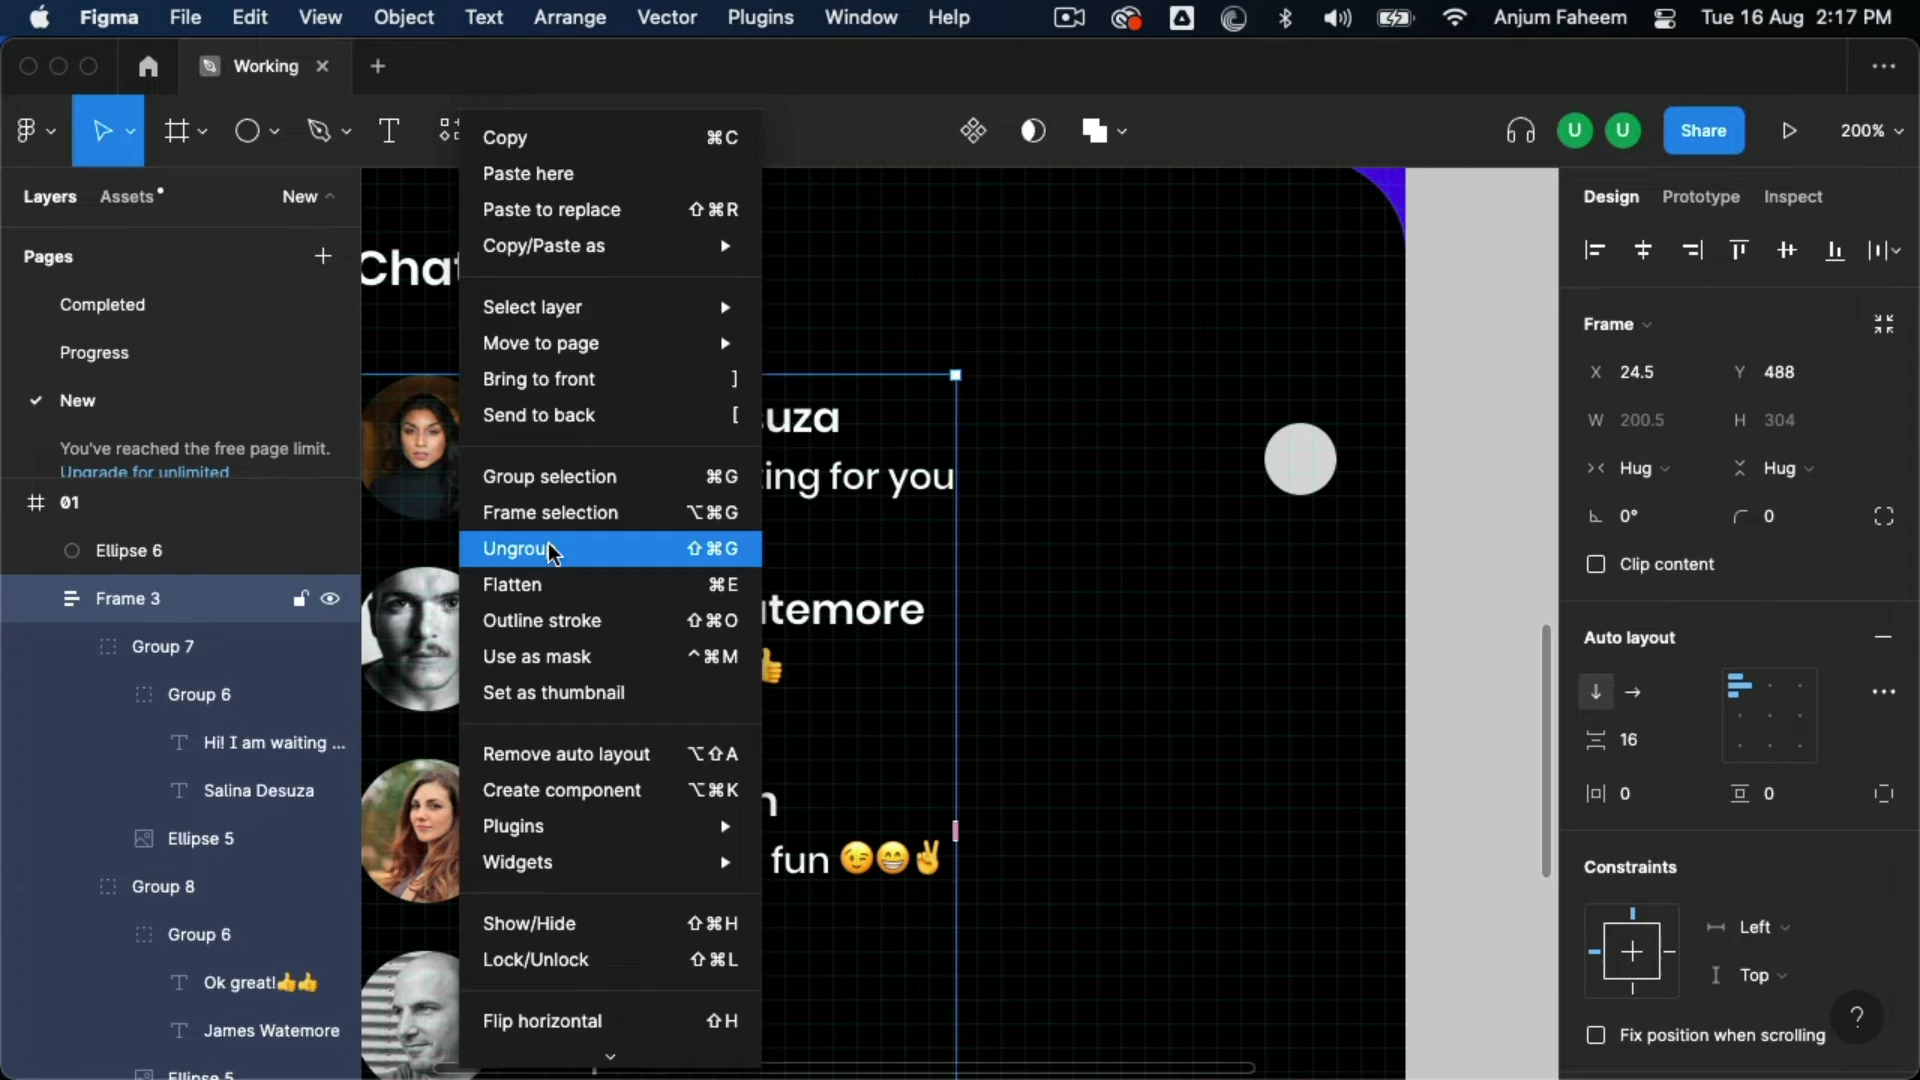 Figma File Edit View Object Text Arrange Vector Plugins Window Help Anjum Faheem Tue 16 Aug 2:17 PM
Working
U U Share 200%
Layers Assets New
Pages
Completed
Progress
New
You've reached the free page limit.
Upgrade for unlimited
01
Ellipse 6
Frame 3
Group 7
Group 6
Hi! I am waiting ...
Salina Desuza
Ellipse 5
Group 8
Group 6
Ok great!👍👍
James Watemore
Ellipse 5
Chat
suza
ting for you
atemore
👍
n
fun 😉😁✌
Copy ⌘C
Paste here
Paste to replace ⇧⌘R
Copy/Paste as
Select layer
Move to page
Bring to front ]
Send to back [
Group selection ⌘G
Frame selection ⌥⌘G
Ungroup ⇧⌘G
Flatten ⌘E
Outline stroke ⇧⌘O
Use as mask ^⌘M
Set as thumbnail
Remove auto layout ⌥⇧A
Create component ⌥⌘K
Plugins
Widgets
Show/Hide ⇧⌘H
Lock/Unlock ⇧⌘L
Flip horizontal ⇧H
Design Prototype Inspect
Frame
X 24.5 Y 488
W 200.5 H 304
Hug Hug
0° 0
Clip content
Auto layout
16
0 0
Constraints
Left
Top
Fix position when scrolling
?